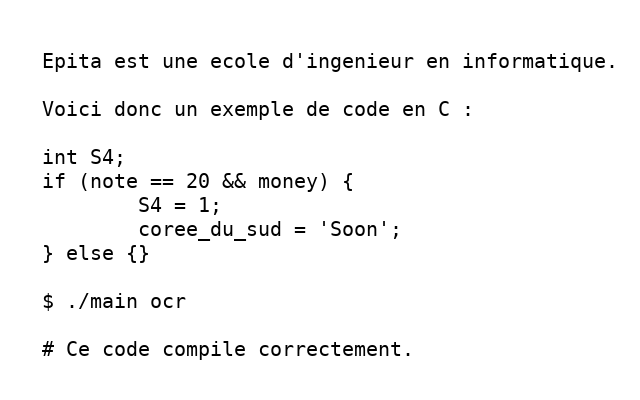 Epita est une ecole d'ingenieur en informatique.
Voici donc un exemple de code en C :
int S4;
if (note == 20 && money) {
        S4 = 1;
        coree_du_sud = 'Soon';
} else {}
$ ./main ocr
# Ce code compile correctement.